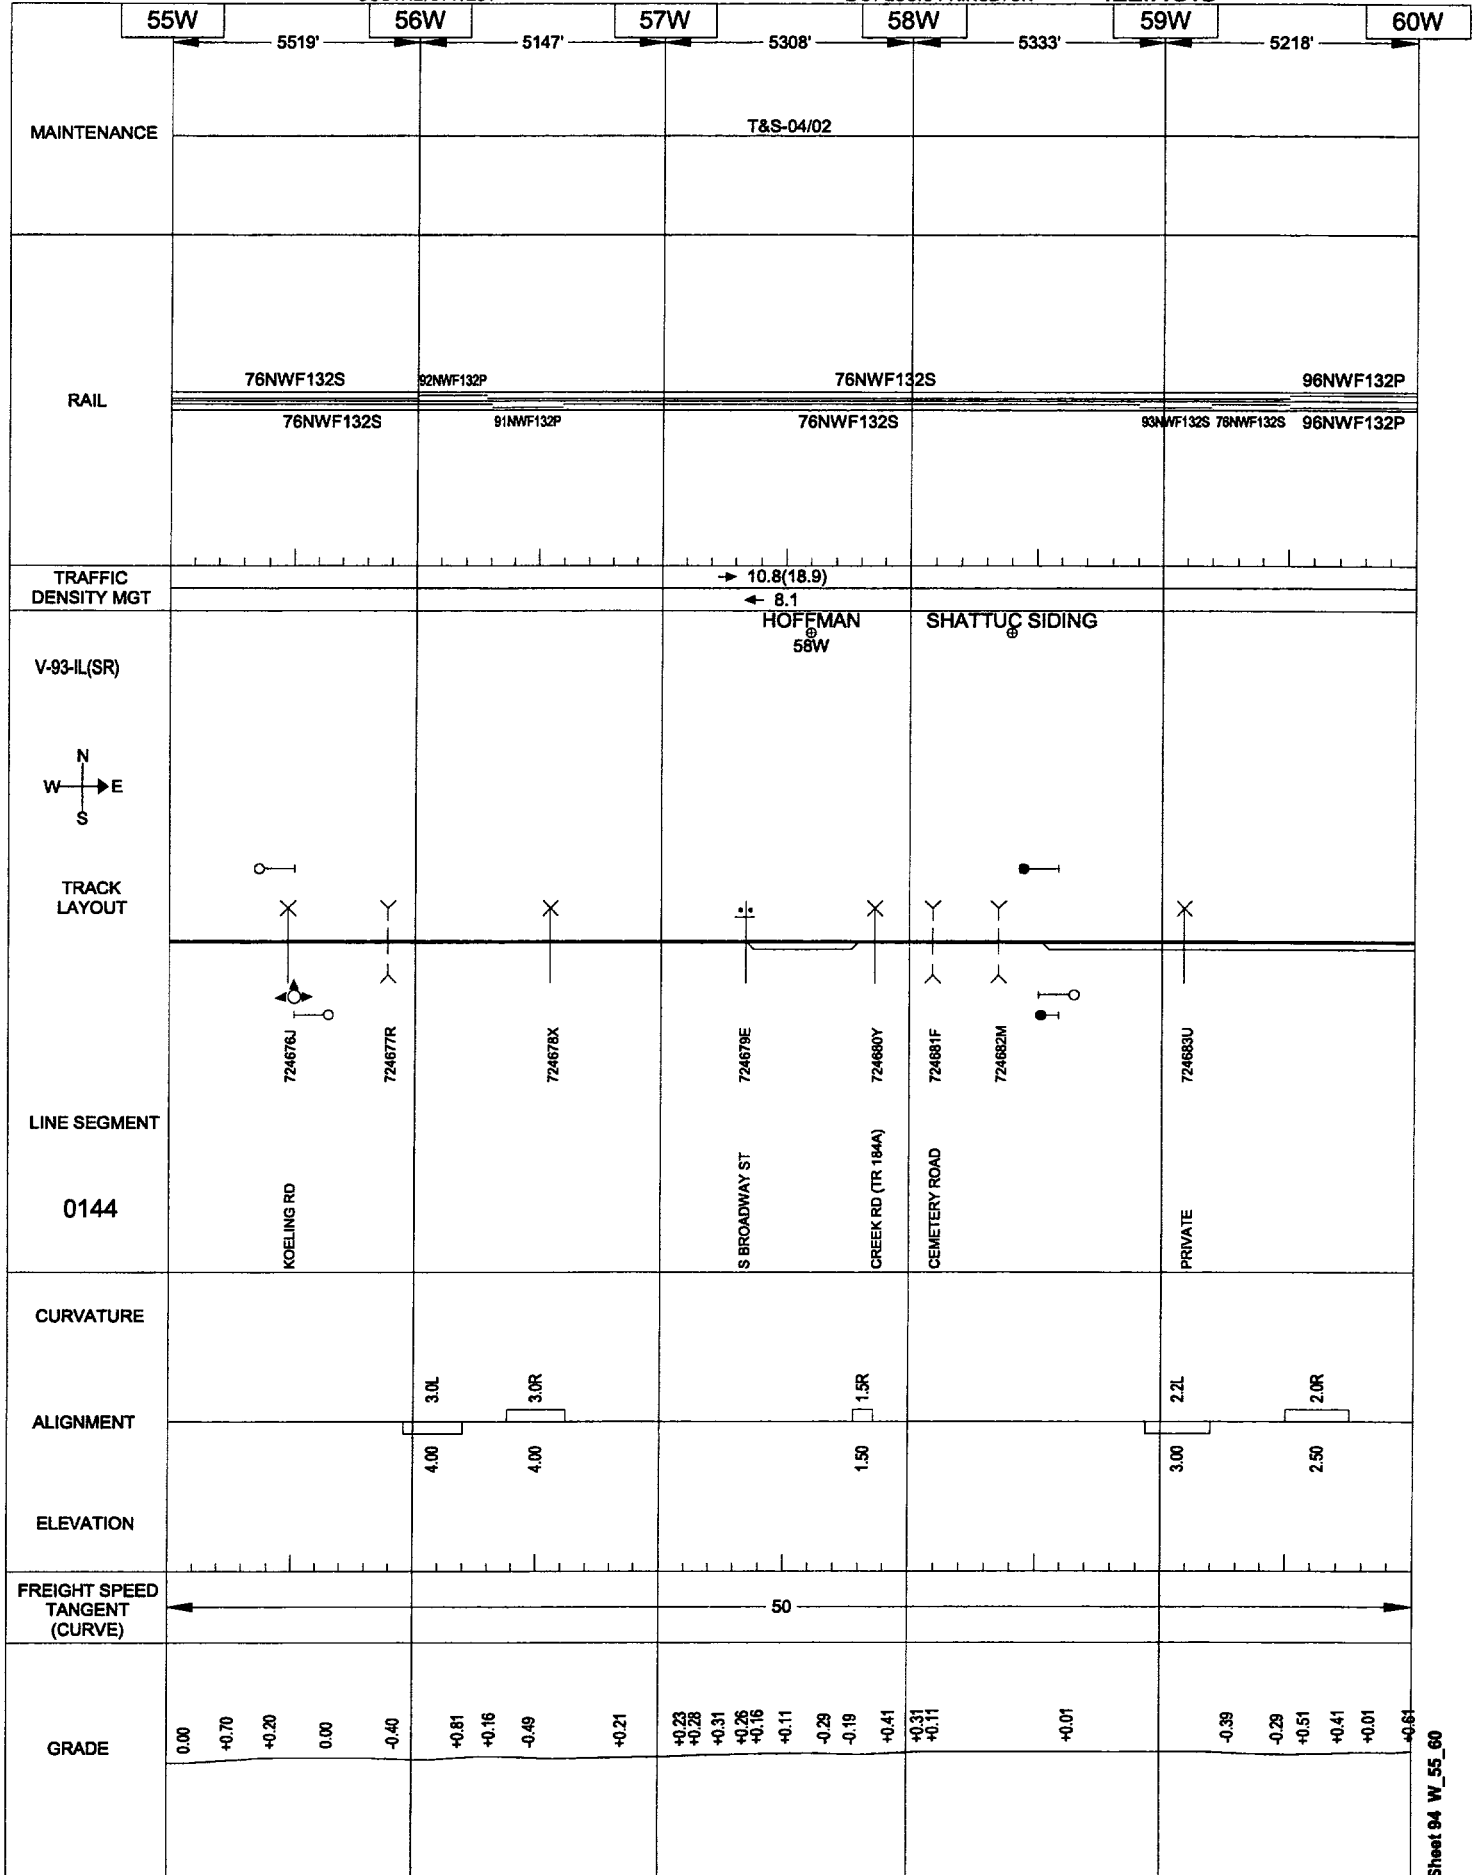 55W 56W 57W 58W 59W 60W
5519' 5147' 5308' 5333' 5218'
MAINTENANCE
T&S-04/02
RAIL
76NWF132S 92NWF132P 76NWF132S 96NWF132P
76NWF132S 91NWF132P 76NWF132S 93NWF132S 76NWF132S 96NWF132P
TRAFFIC
DENSITY MGT
10.8(18.9)
8.1
HOFFMAN SHATTUC SIDING
58W
V-93-IL(SR)
N
W E
S
TRACK
LAYOUT
724676J 724677R 724678X 724679E 724680Y 724681F 724682M 724683U
LINE SEGMENT
0144
KOELING RD S BROADWAY ST CREEK RD (TR 184A) CEMETERY ROAD PRIVATE
CURVATURE
3.0L 3.0R 1.5R 2.2L 2.0R
ALIGNMENT
4.00 4.00 1.50 3.00 2.50
ELEVATION
FREIGHT SPEED
TANGENT
(CURVE)
50
GRADE
0.00 +0.70 +0.20 0.00 -0.40 +0.81 +0.16 -0.49 +0.21 +0.23 +0.28 +0.31 +0.26 +0.16 +0.11 -0.29 -0.19 +0.41 +0.31 +0.11 +0.01 -0.39 -0.29 +0.51 +0.41 +0.01 +0.61
Sheet 94 W_55_60